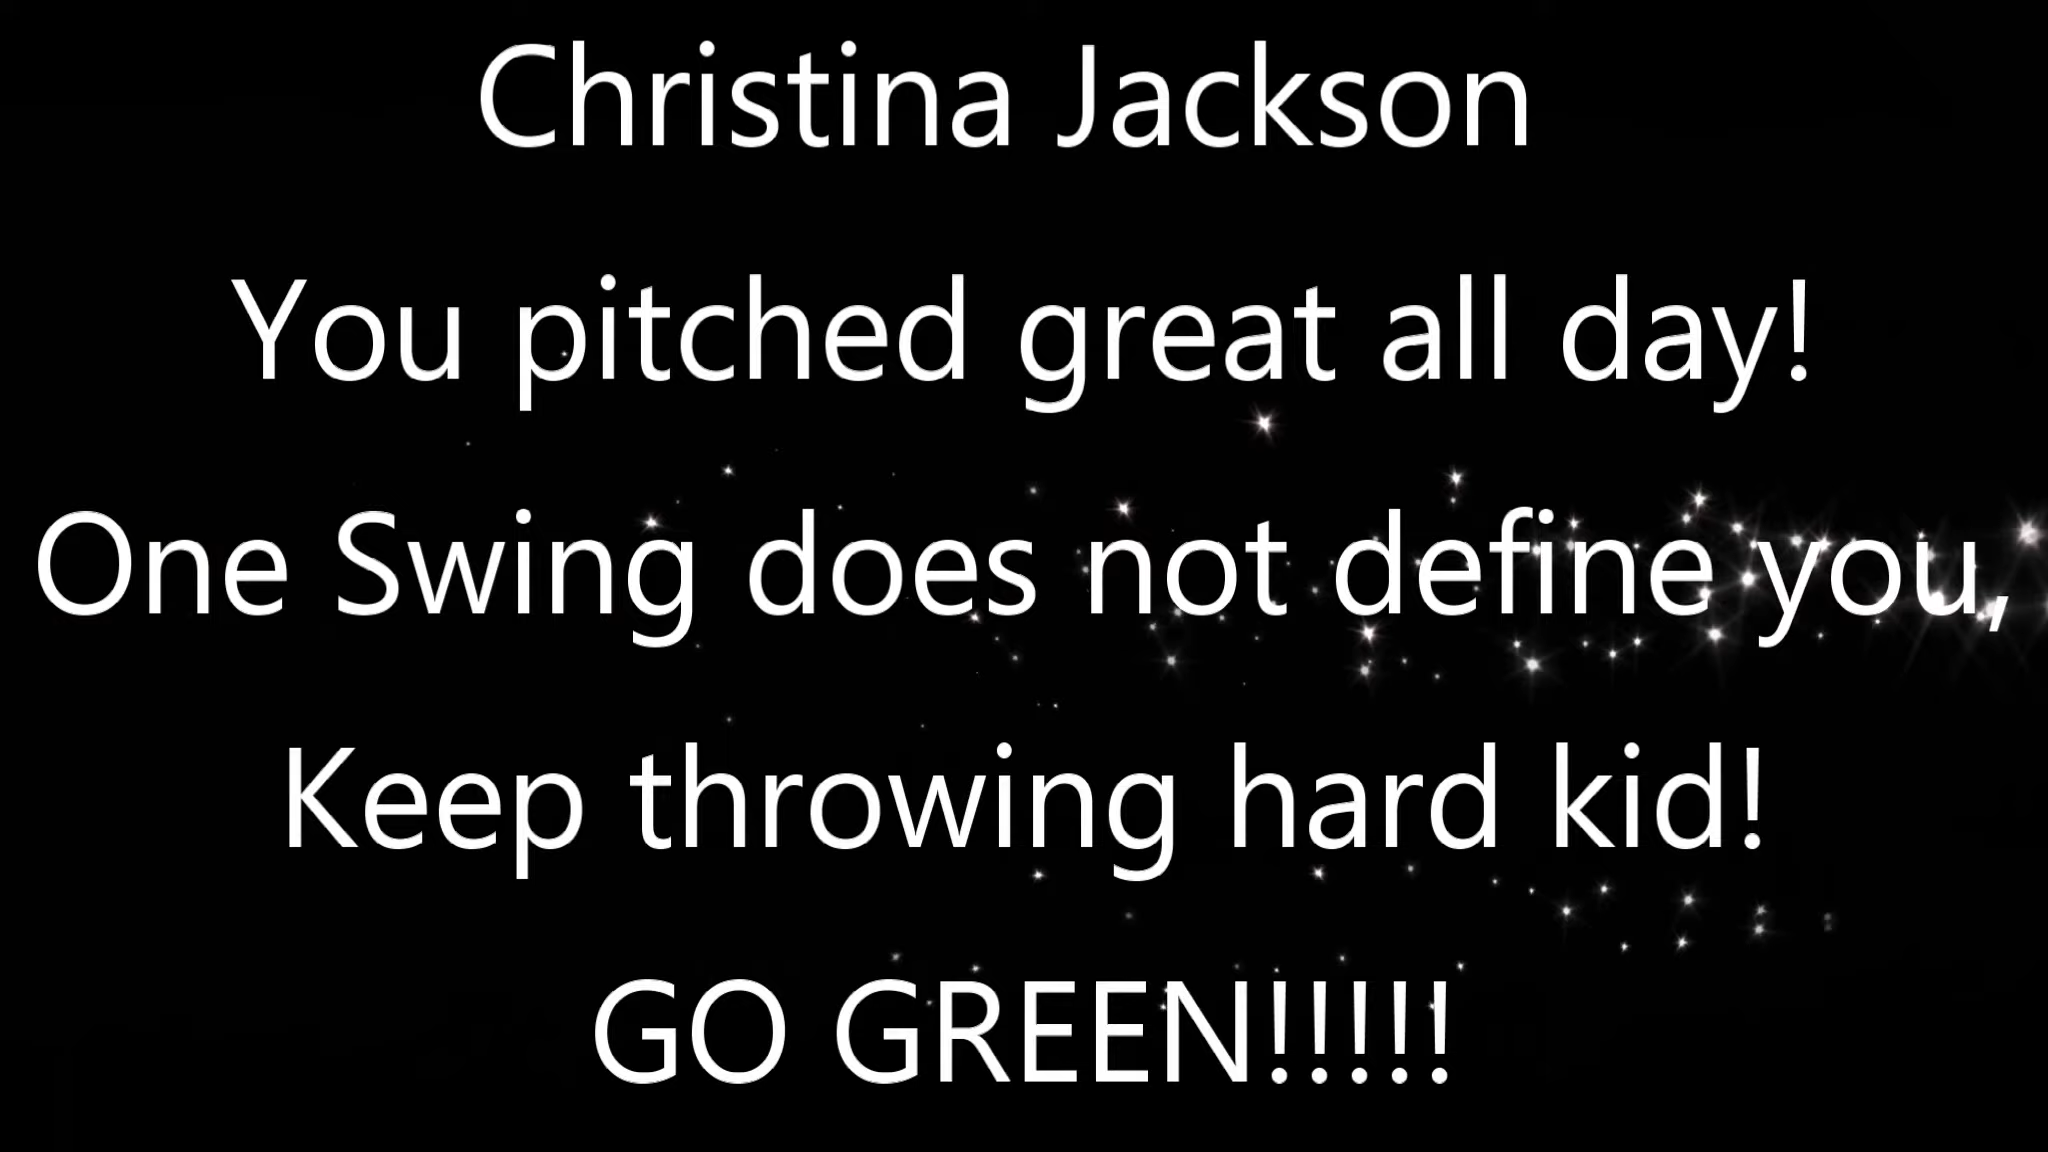 Christina Jackson
You pitched great all day!
One Swing does not define you,
Keep throwing hard kid!
GO GREEN!!!!!